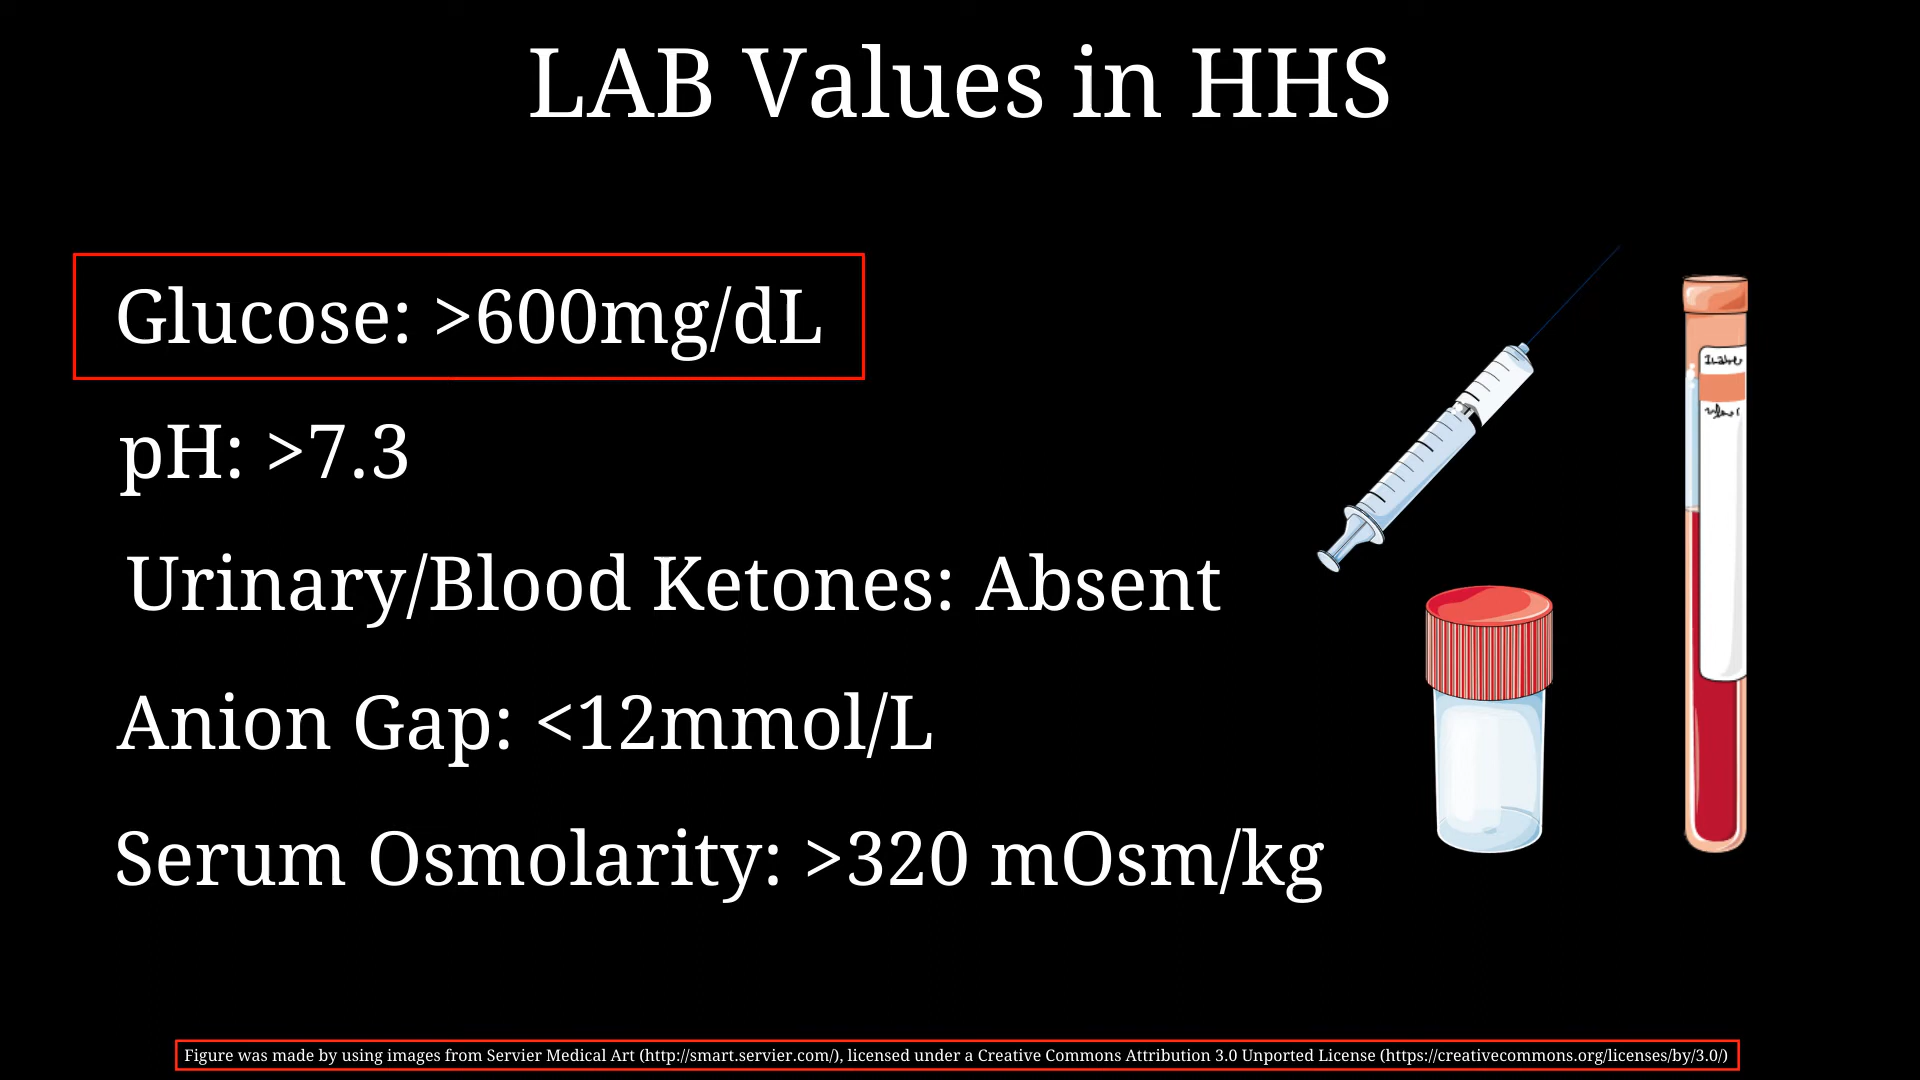 LAB Values in HHS
Glucose: >600mg/dL
pH: >7.3
Urinary/Blood Ketones: Absent
Anion Gap: <12mmol/L
Serum Osmolarity: >320 mOsm/kg
Figure was made by using images from Servier Medical Art (http://smart.servier.com/), licensed under a Creative Commons Attribution 3.0 Unported License (https://creativecommons.org/licenses/by/3.0/)